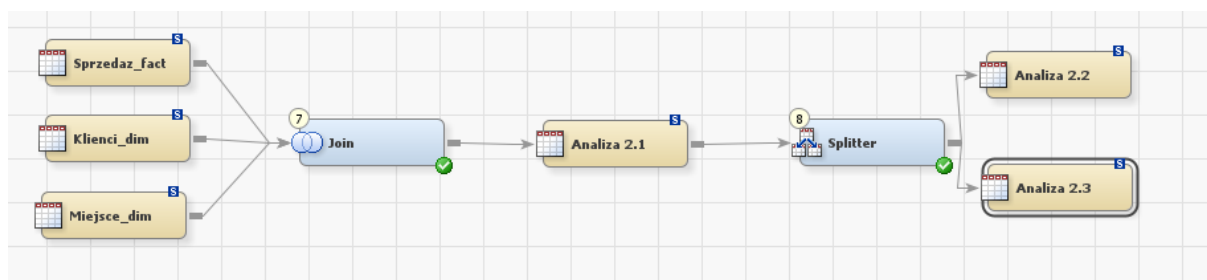 Sprzedaz_fact
S
Klienci_dim
S
Miejsce_dim
S
7
Join
Analiza 2.1
S
8
Splitter
Analiza 2.2
S
Analiza 2.3
S